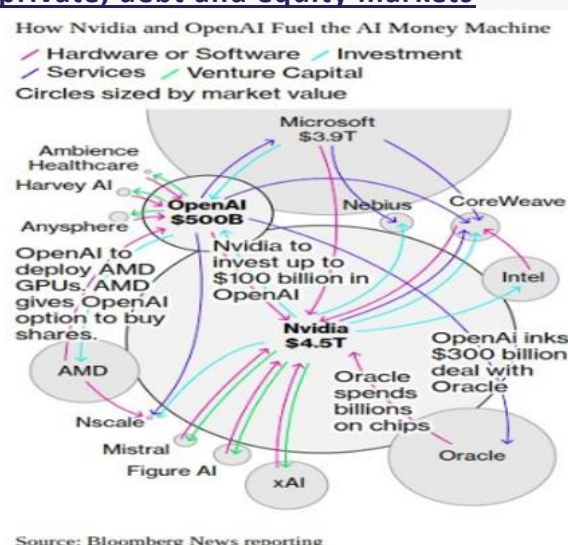 private, debt and equity markets
How Nvidia and OpenAI Fuel the AI Money Machine
Hardware or Software Investment
Services Venture Capital
Circles sized by market value
Microsoft
$3.9T
Ambience
Healthcare
Harvey AI
OpenAI
$500B
Anysphere
Nebius
CoreWeave
OpenAI to
deploy AMD
GPUs. AMD
gives OpenAI
option to buy
shares.
Nvidia to
invest up to
$100 billion in
OpenAI
Intel
Nvidia
$4.5T
OpenAi inks
$300 billion
deal with
Oracle
AMD
Oracle
spends
billions
on chips
Nscale
Mistral
Figure AI
xAI
Oracle
Source: Bloomberg News reporting